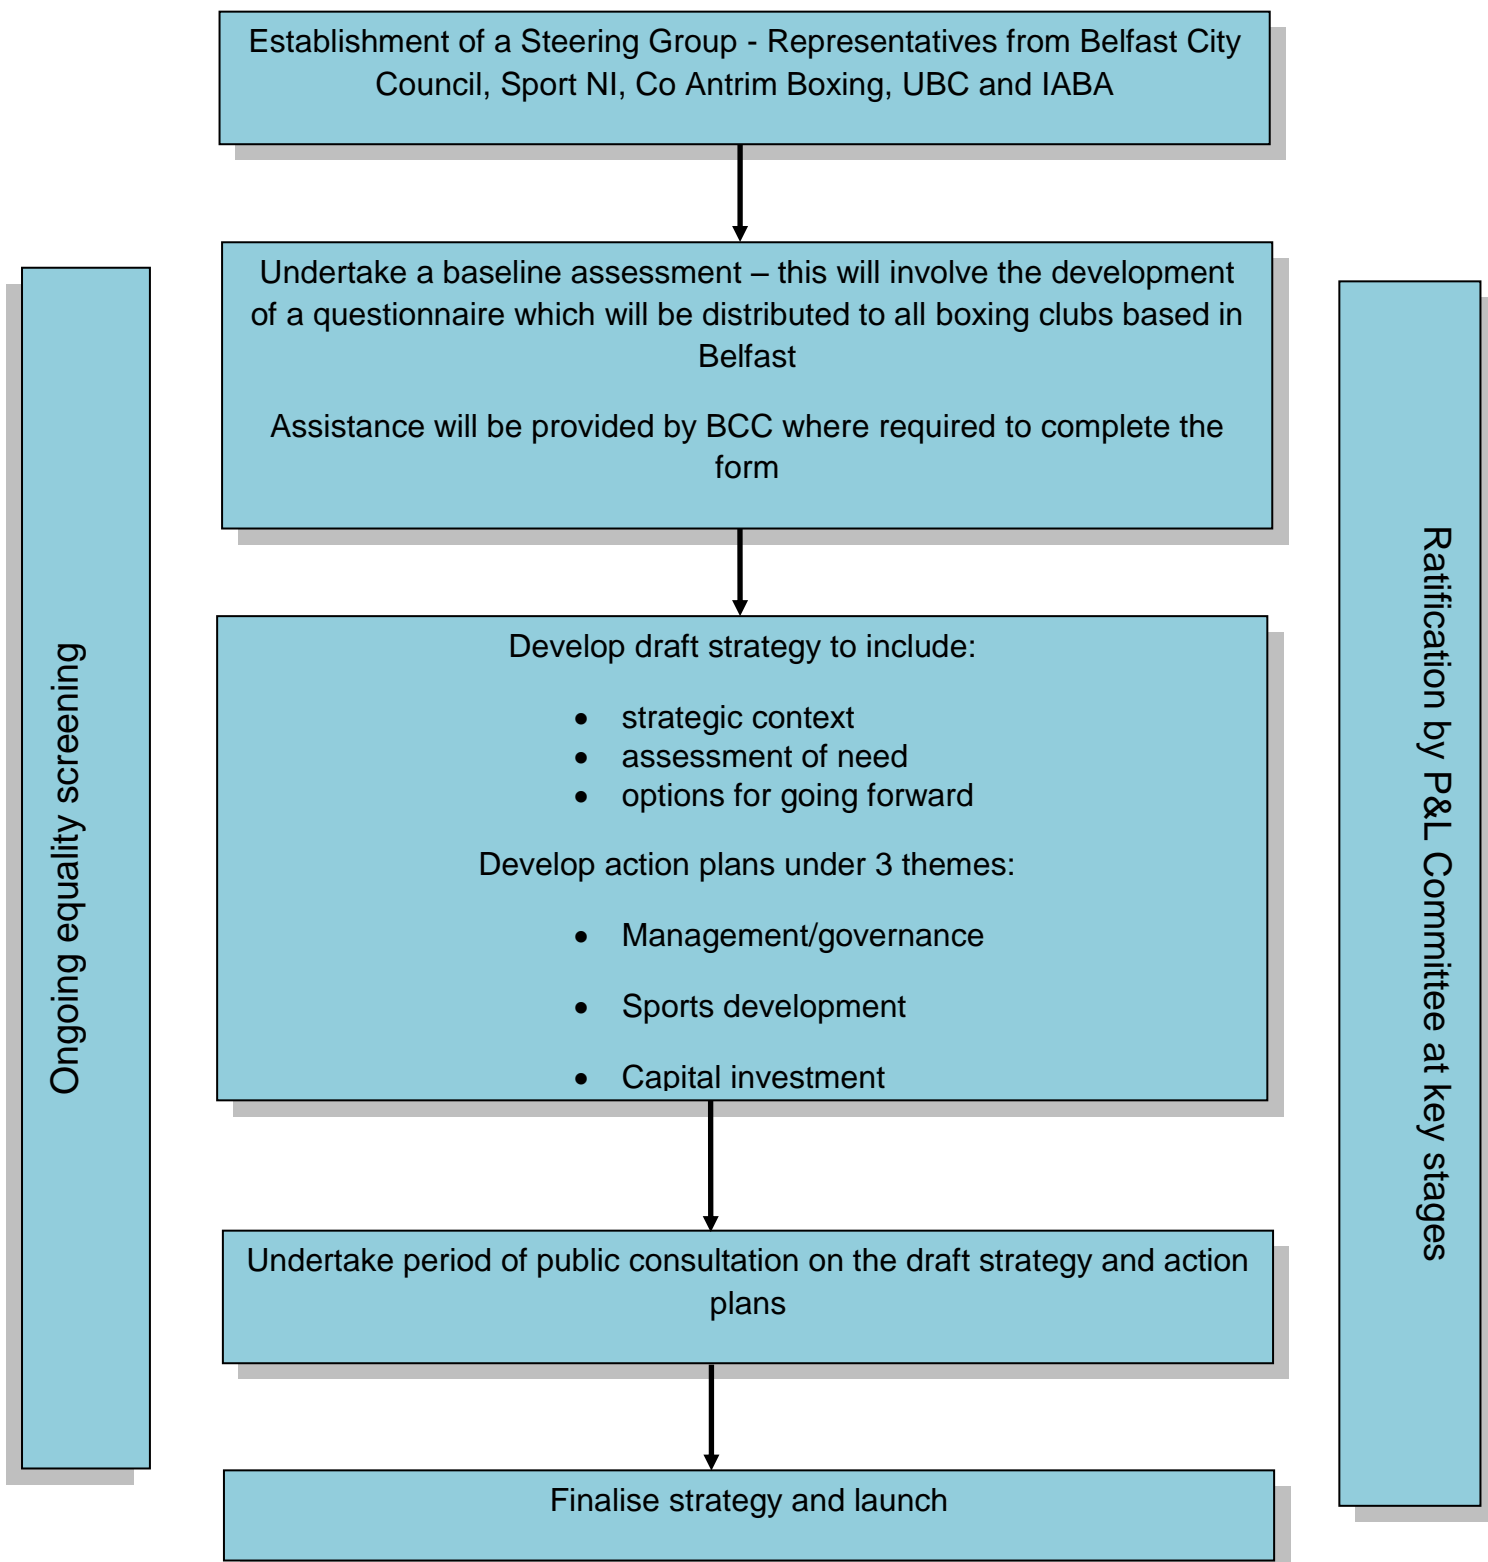 Establishment of a Steering Group - Representatives from Belfast City
Council, Sport NI, Co Antrim Boxing, UBC and IABA
Undertake a baseline assessment – this will involve the development
of a questionnaire which will be distributed to all boxing clubs based in
Belfast
Assistance will be provided by BCC where required to complete the
form
Develop draft strategy to include:
• strategic context
• assessment of need
• options for going forward
Develop action plans under 3 themes:
• Management/governance
• Sports development
• Capital investment
Undertake period of public consultation on the draft strategy and action
plans
Finalise strategy and launch
Ongoing equality screening
Ratification by P&L Committee at key stages